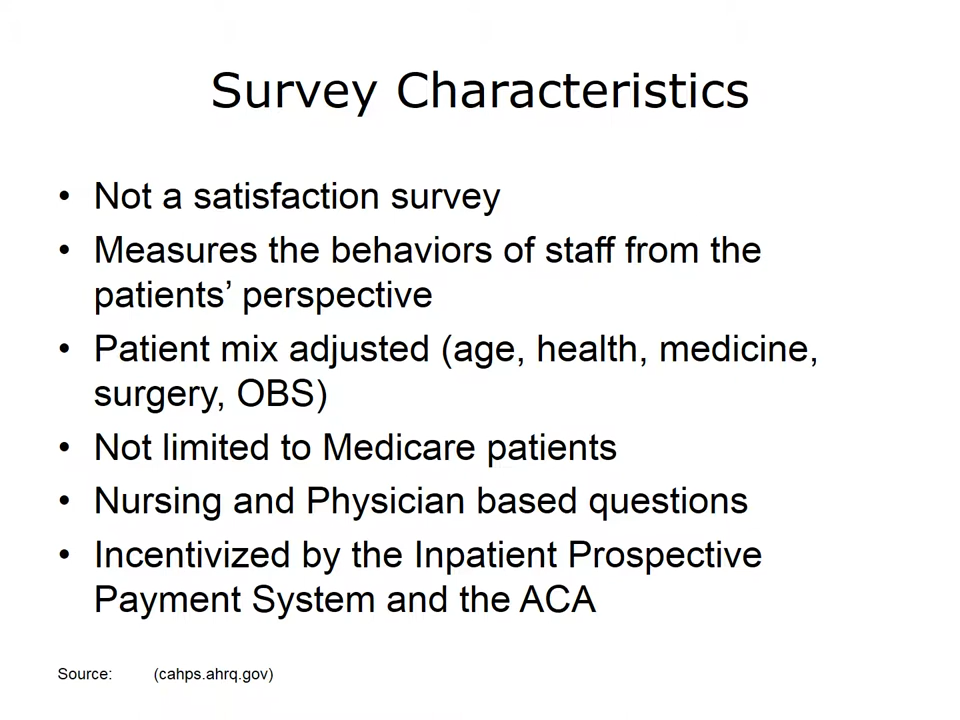 Survey Characteristics
• Not a satisfaction survey
• Measures the behaviors of staff from the
patients’ perspective
• Patient mix adjusted (age, health, medicine,
surgery, OBS)
• Not limited to Medicare patients
• Nursing and Physician based questions
• Incentivized by the Inpatient Prospective
Payment System and the ACA
Source: (cahps.ahrq.gov)